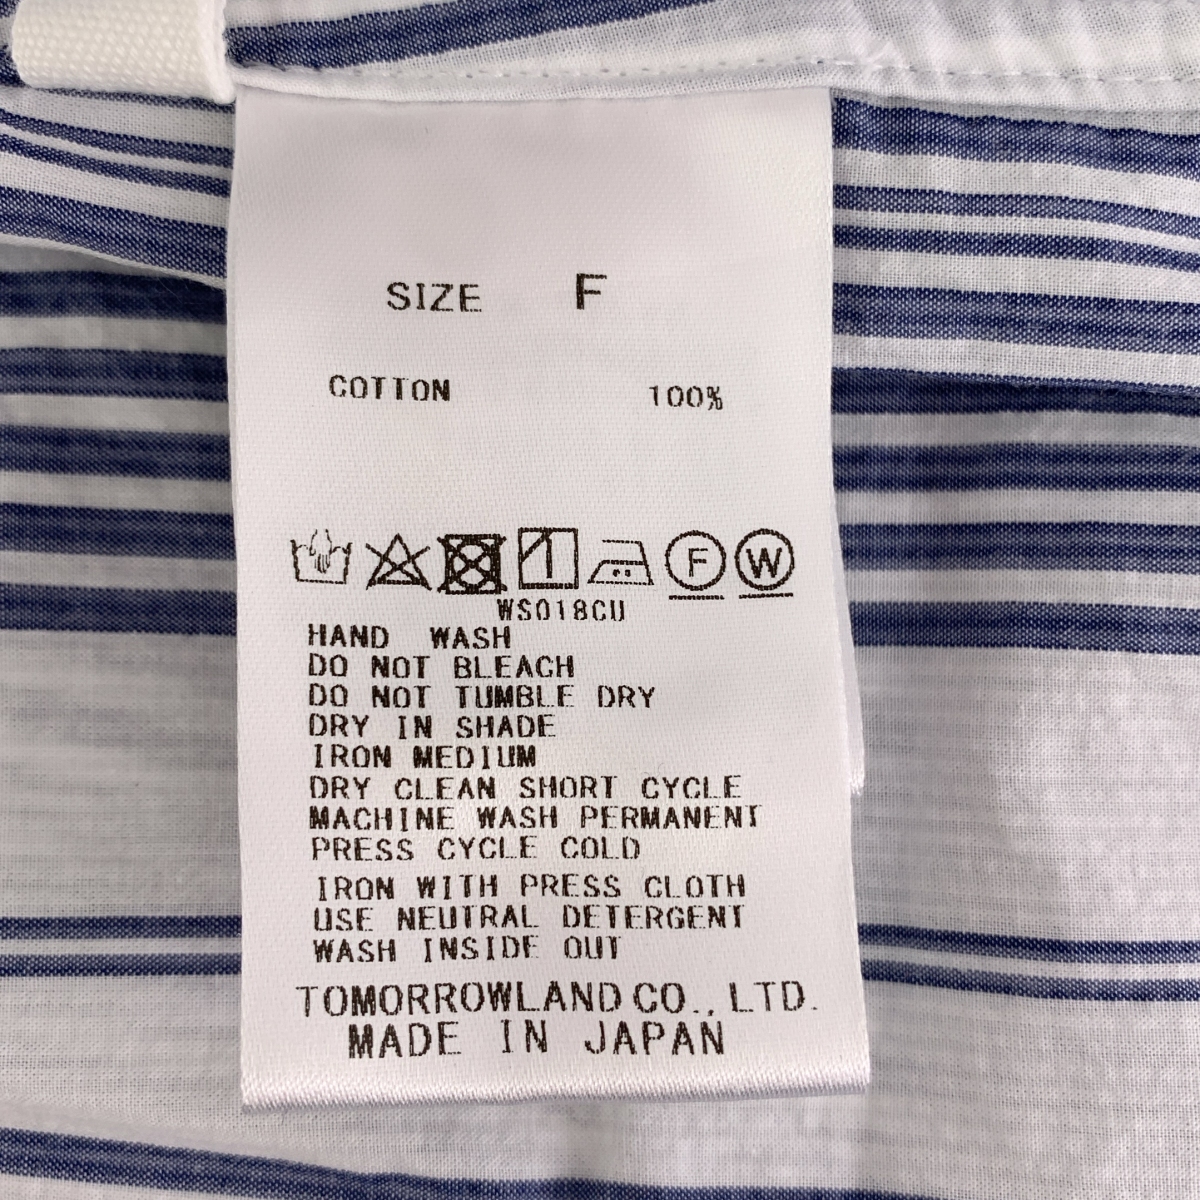 SIZE F
COTTON 100%
F W
WS018CU
HAND WASH
DO NOT BLEACH
DO NOT TUMBLE DRY
DRY IN SHADE
IRON MEDIUM
DRY CLEAN SHORT CYCLE
MACHINE WASH PERMANENT
PRESS CYCLE COLD
IRON WITH PRESS CLOTH
USE NEUTRAL DETERGENT
WASH INSIDE OUT
TOMORROWLAND CO., LTD.
MADE IN JAPAN